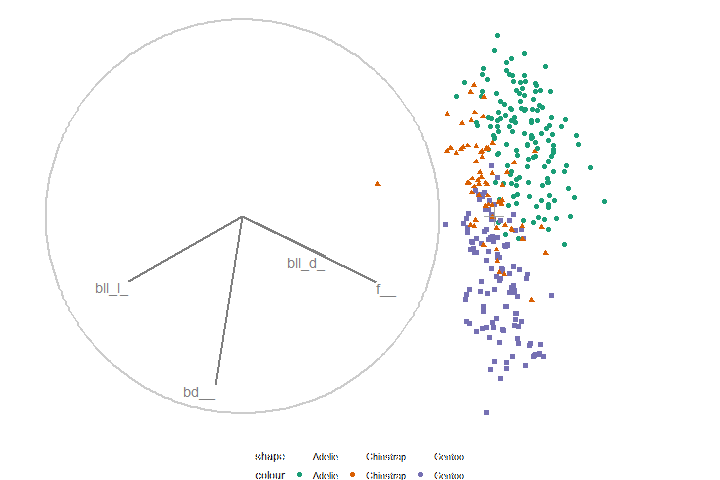 bll_d_
bll_l_
f__
bd__
shape Adelie Chinstrap Gentoo
colour Adelie Chinstrap Gentoo